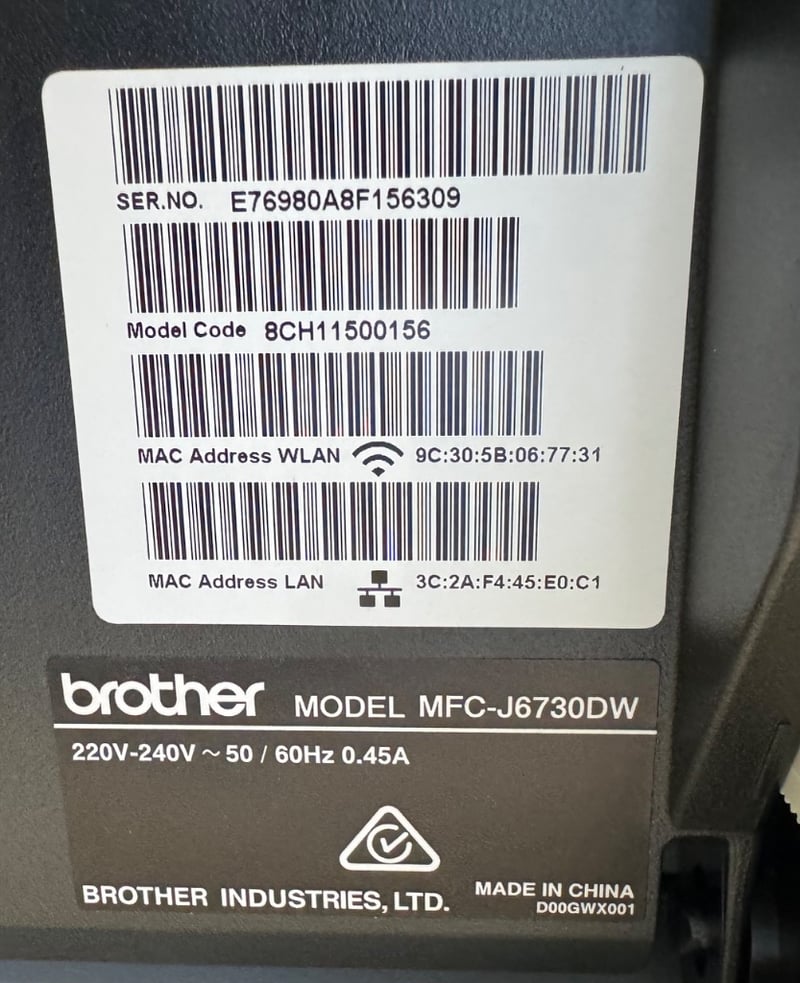 SER.NO. E76980A8F156309
Model Code 8CH11500156
MAC Address WLAN 9C:30:5B:06:77:31
MAC Address LAN 3C:2A:F4:45:E0:C1
brother MODEL MFC-J6730DW
220V-240V ~ 50 / 60Hz 0.45A
BROTHER INDUSTRIES, LTD. MADE IN CHINA
D00GWX001